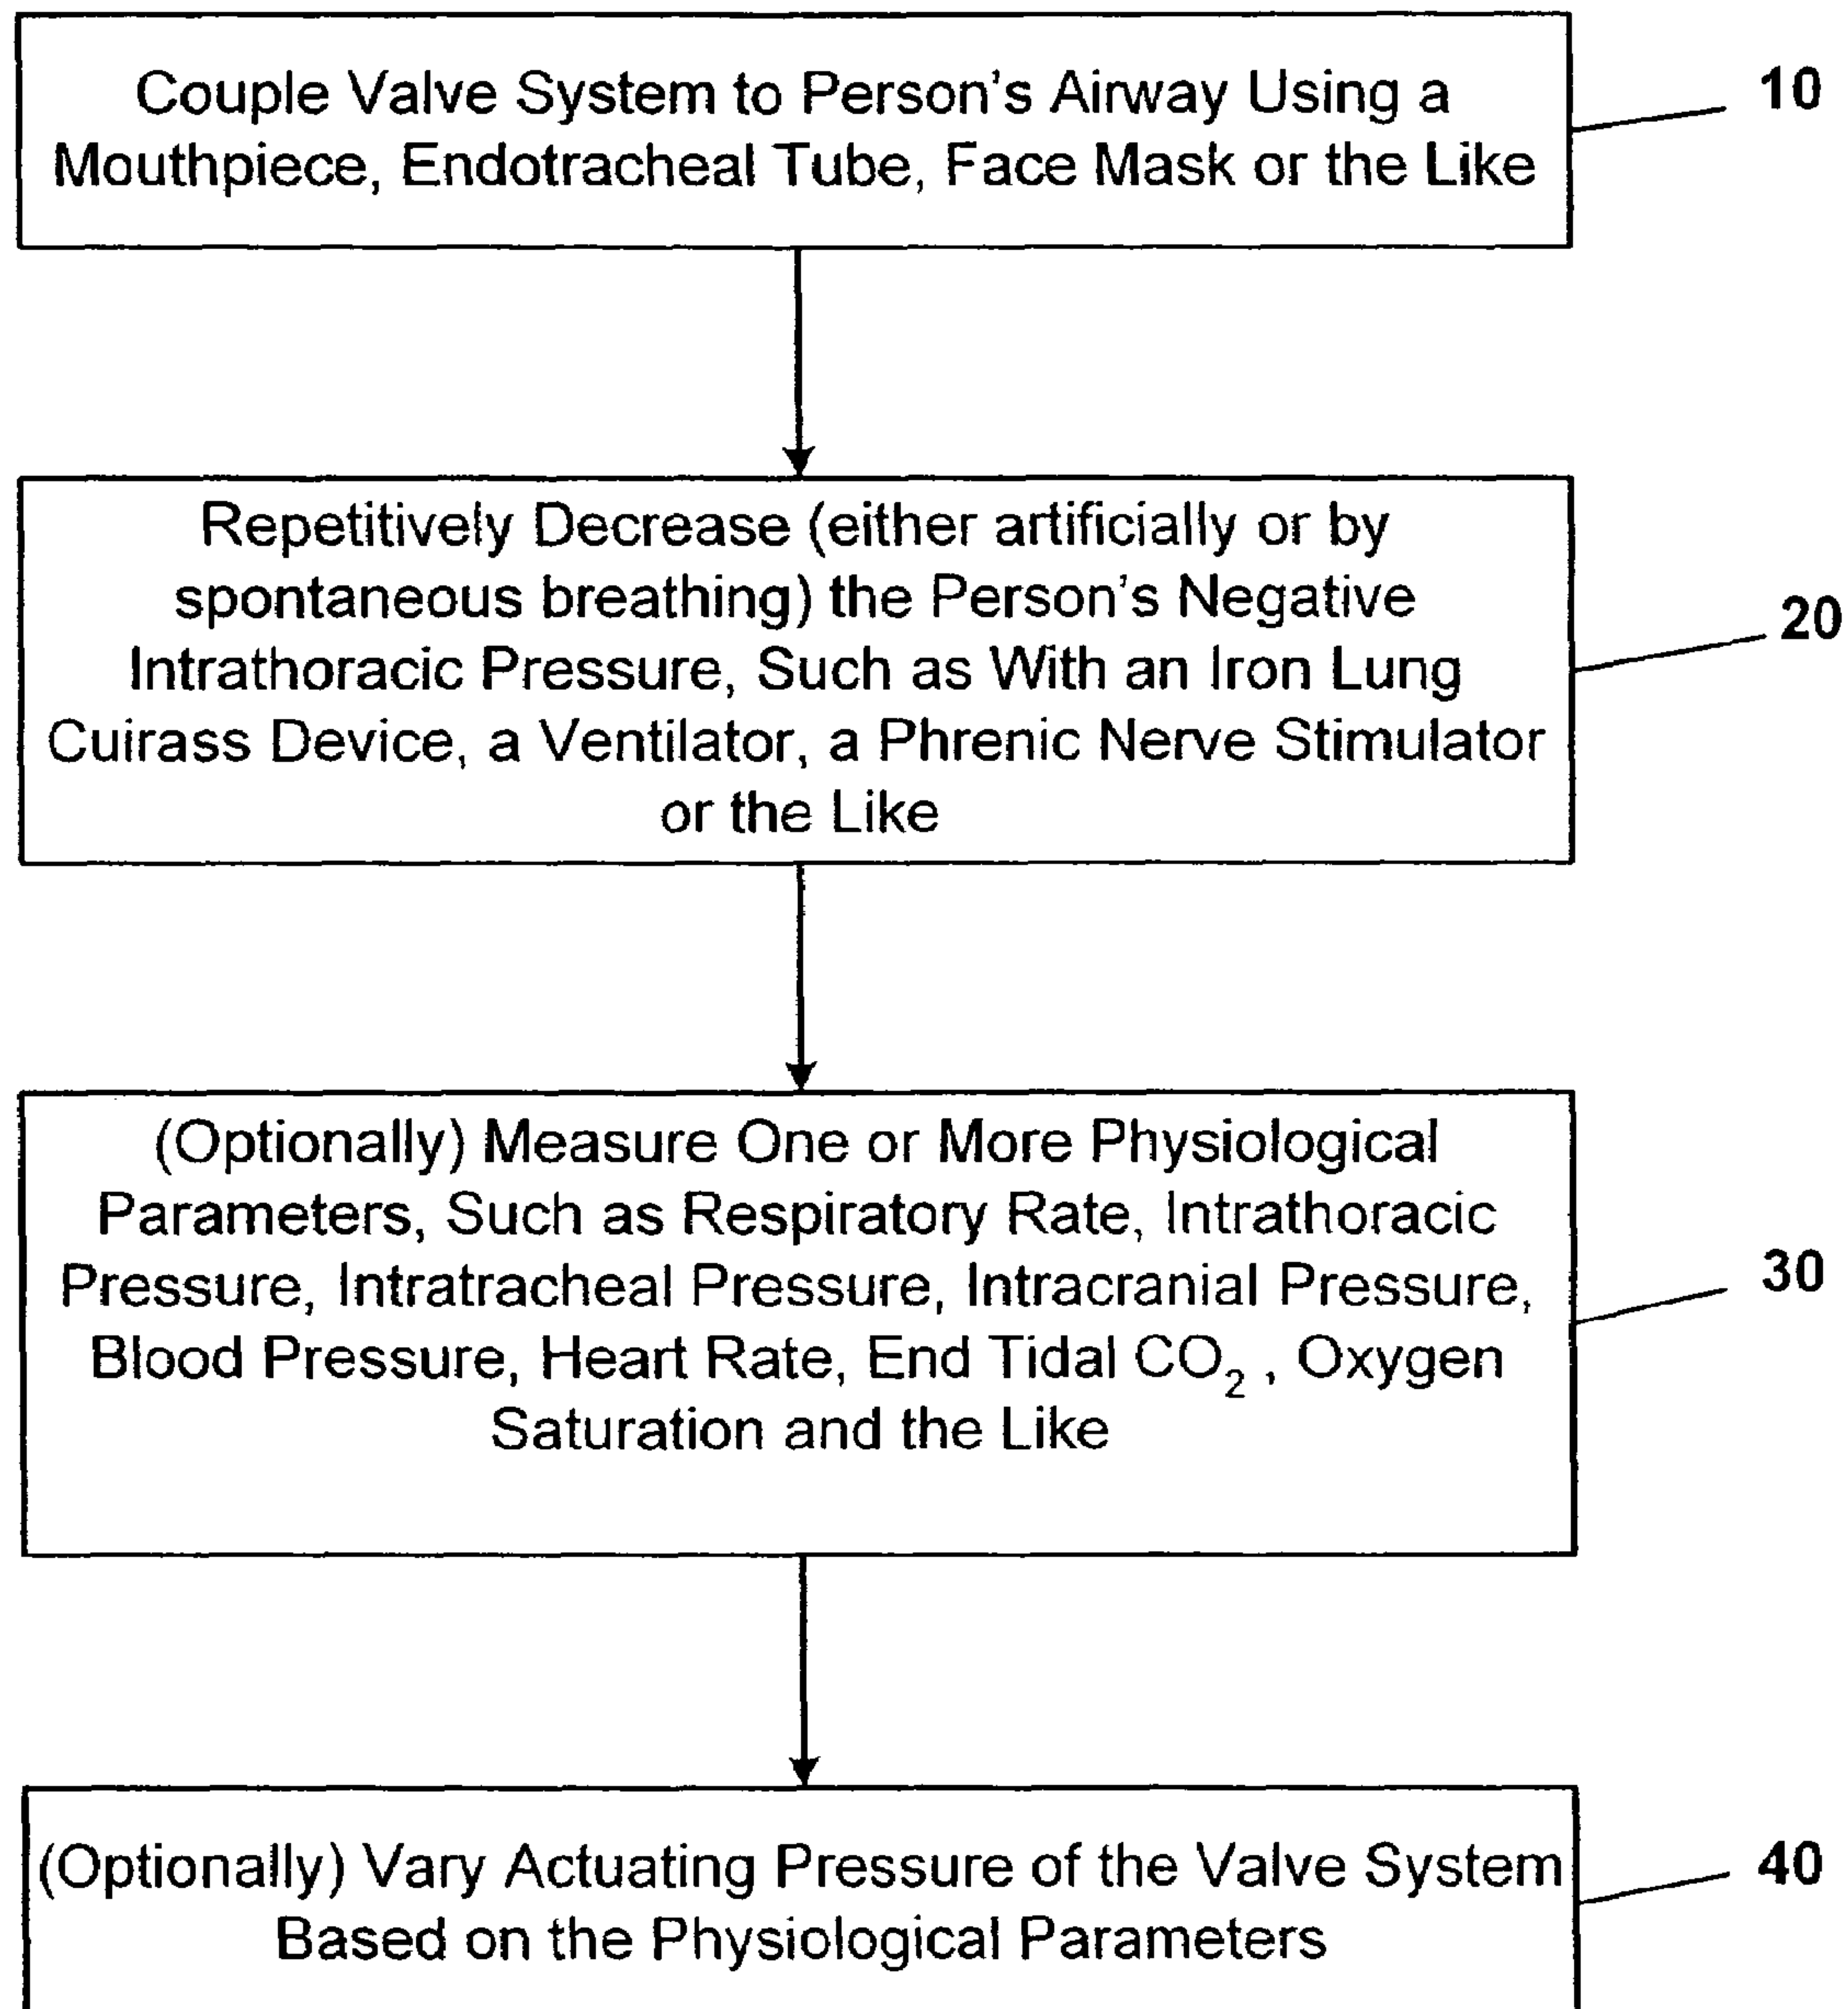 Couple Valve System to Person's Airway Using a
Mouthpiece, Endotracheal Tube, Face Mask or the Like
10
Repetitively Decrease (either artificially or by
spontaneous breathing) the Person's Negative
Intrathoracic Pressure, Such as With an Iron Lung
Cuirass Device, a Ventilator, a Phrenic Nerve Stimulator
or the Like
20
(Optionally) Measure One or More Physiological
Parameters, Such as Respiratory Rate, Intrathoracic
Pressure, Intratracheal Pressure, Intracranial Pressure,
Blood Pressure, Heart Rate, End Tidal CO₂ , Oxygen
Saturation and the Like
30
(Optionally) Vary Actuating Pressure of the Valve System
Based on the Physiological Parameters
40